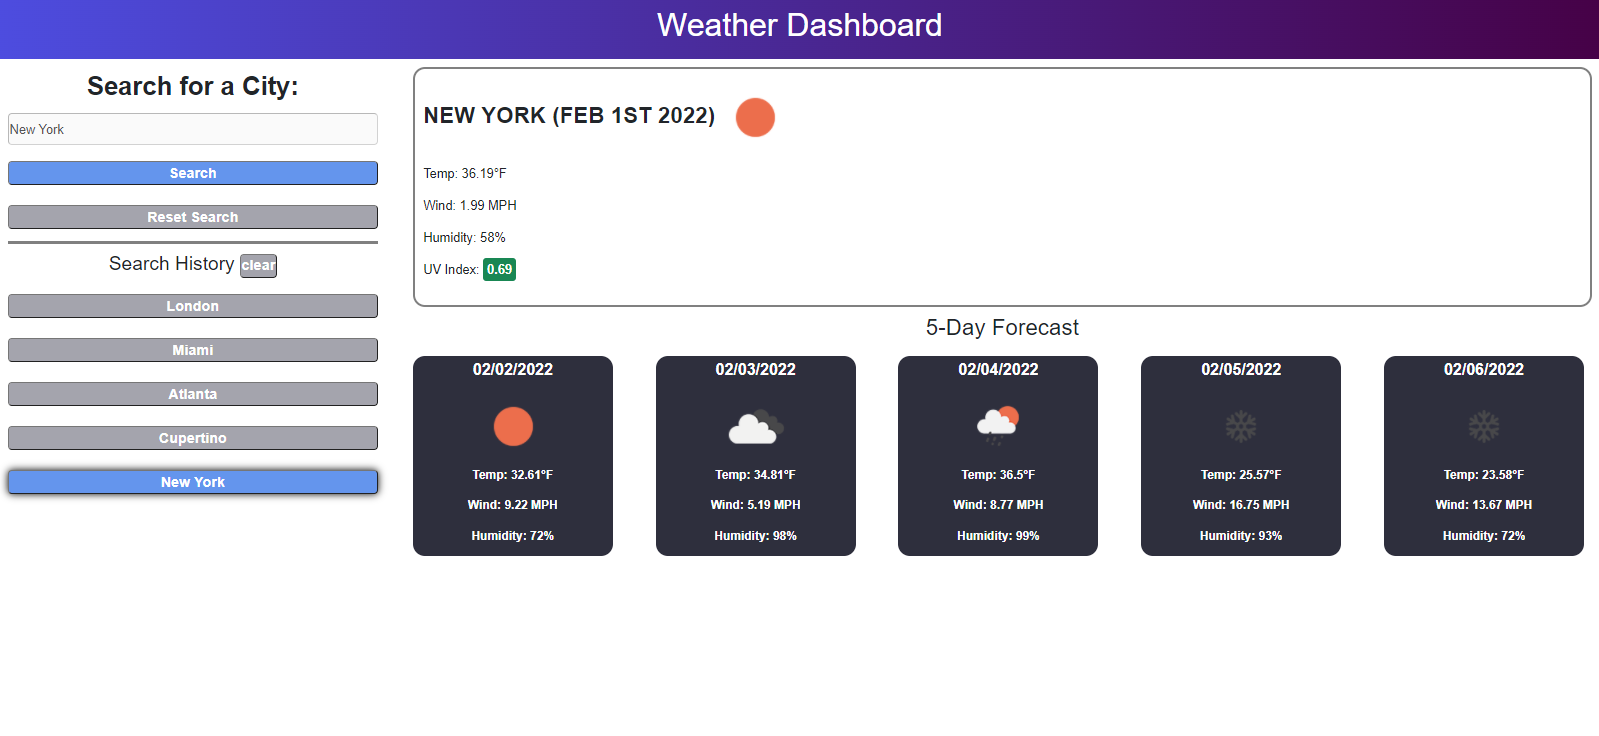 Weather Dashboard
Search for a City:
New York
Search
Reset Search
Search History clear
London
Miami
Atlanta
Cupertino
New York
NEW YORK (FEB 1ST 2022)
Temp: 36.19°F
Wind: 1.99 MPH
Humidity: 58%
UV Index: 0.69
5-Day Forecast
02/02/2022
Temp: 32.61°F
Wind: 9.22 MPH
Humidity: 72%
02/03/2022
Temp: 34.81°F
Wind: 5.19 MPH
Humidity: 98%
02/04/2022
Temp: 36.5°F
Wind: 8.77 MPH
Humidity: 99%
02/05/2022
Temp: 25.57°F
Wind: 16.75 MPH
Humidity: 93%
02/06/2022
Temp: 23.58°F
Wind: 13.67 MPH
Humidity: 72%